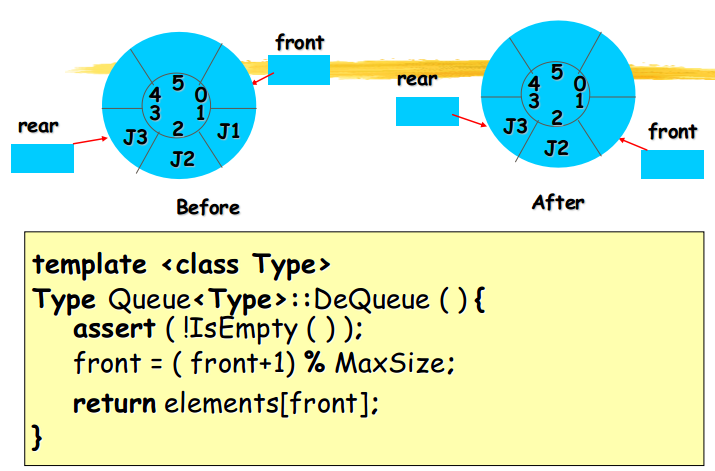 front
rear
5
4 0
3 1
2
J3 J1
J2
Before
rear
5
4 0
3 1
2
J3
J2
front
After
template <class Type>
Type Queue<Type>::DeQueue ( ) {
assert ( !IsEmpty ( ) );
front = ( front+1) % MaxSize;
return elements[front];
}